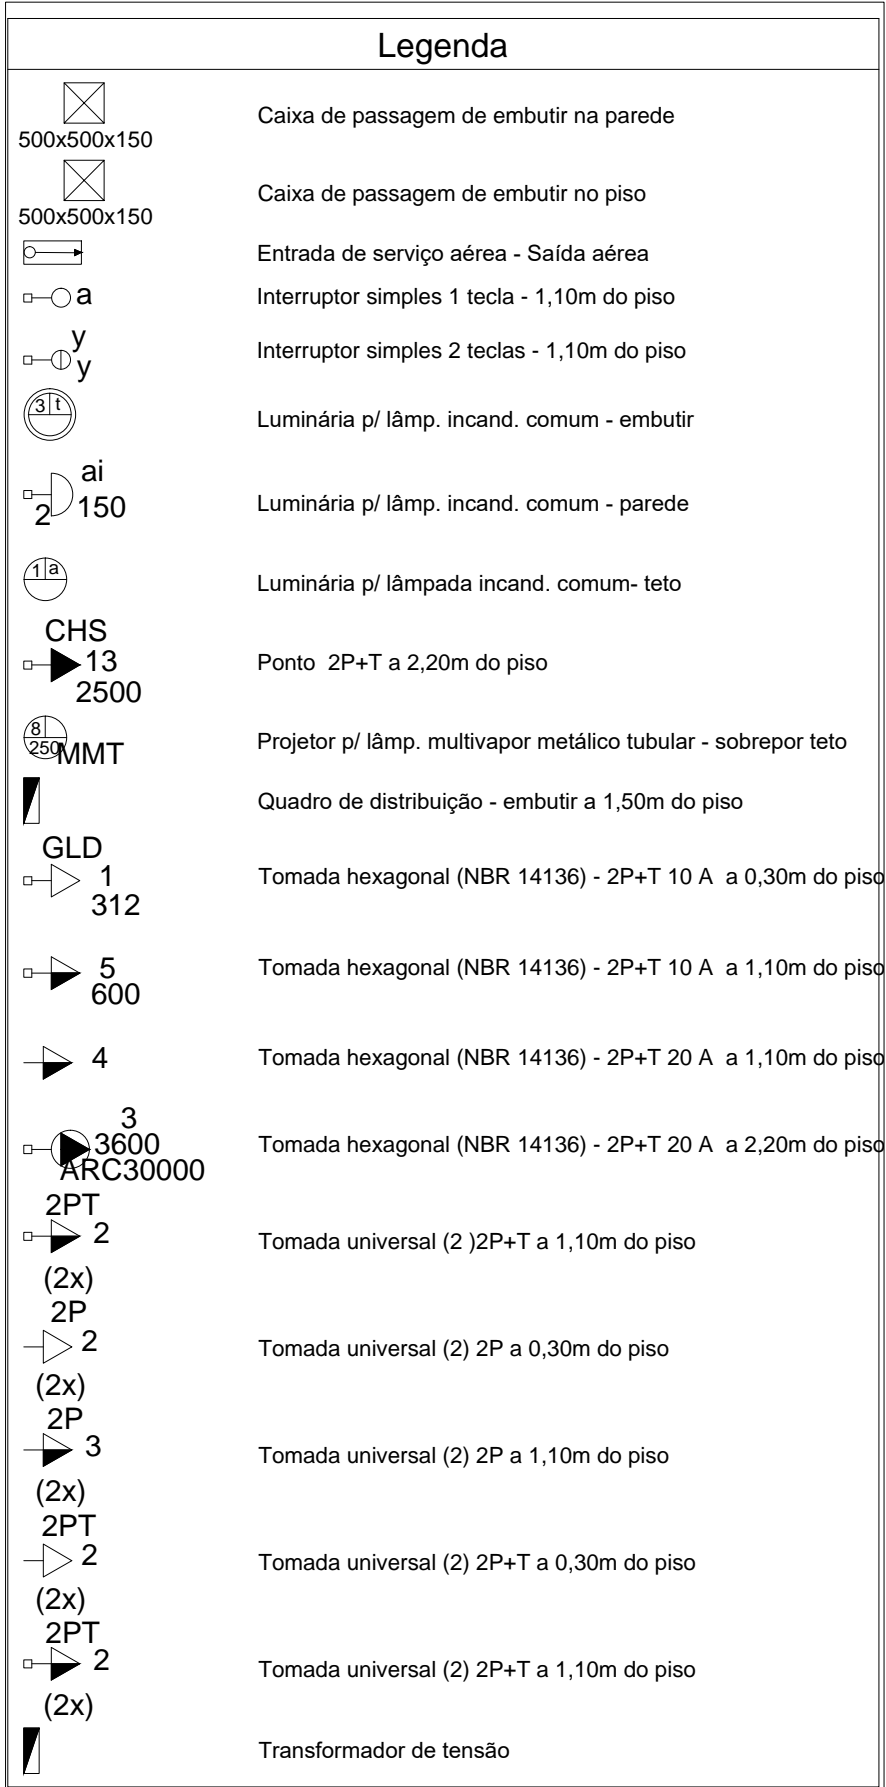 Legenda
500x500x150
Caixa de passagem de embutir na parede
500x500x150
Caixa de passagem de embutir no piso
Entrada de serviço aérea - Saída aérea
a
Interruptor simples 1 tecla - 1,10m do piso
y
y
Interruptor simples 2 teclas - 1,10m do piso
3 t
Luminária p/ lâmp. incand. comum - embutir
ai
2 150
Luminária p/ lâmp. incand. comum - parede
1 a
Luminária p/ lâmpada incand. comum- teto
CHS
13
2500
Ponto  2P+T a 2,20m do piso
8
250 MMT
Projetor p/ lâmp. multivapor metálico tubular - sobrepor teto
Quadro de distribuição - embutir a 1,50m do piso
GLD
1
312
Tomada hexagonal (NBR 14136) - 2P+T 10 A  a 0,30m do piso
5
600
Tomada hexagonal (NBR 14136) - 2P+T 10 A  a 1,10m do piso
4
Tomada hexagonal (NBR 14136) - 2P+T 20 A  a 1,10m do piso
3
3600
ARC30000
Tomada hexagonal (NBR 14136) - 2P+T 20 A  a 2,20m do piso
2PT
2
(2x)
Tomada universal (2 )2P+T a 1,10m do piso
2P
2
(2x)
Tomada universal (2) 2P a 0,30m do piso
2P
3
(2x)
Tomada universal (2) 2P a 1,10m do piso
2PT
2
(2x)
Tomada universal (2) 2P+T a 0,30m do piso
2PT
2
(2x)
Tomada universal (2) 2P+T a 1,10m do piso
Transformador de tensão